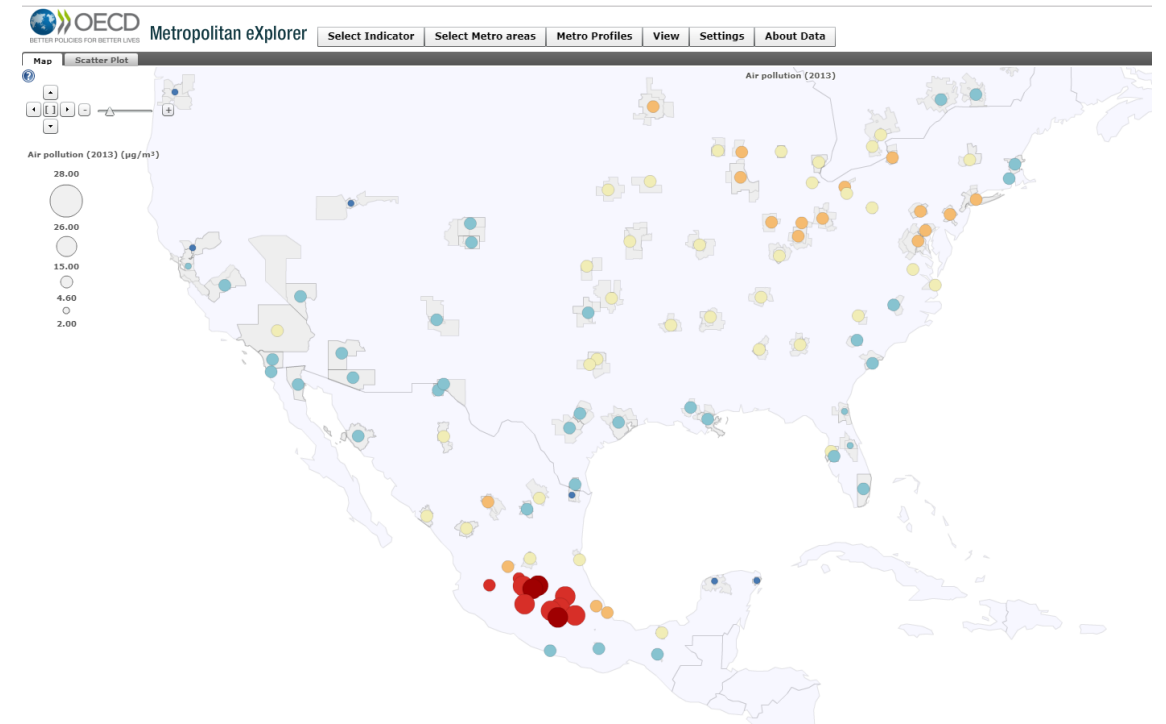 OECD
BETTER POLICIES FOR BETTER LIVES
Metropolitan eXplorer
Select Indicator
Select Metro areas
Metro Profiles
View
Settings
About Data
Map
Scatter Plot
?
Air pollution (2013)
[ ]
-
+
Air pollution (2013) (µg/m³)
28.00
26.00
15.00
4.60
2.00